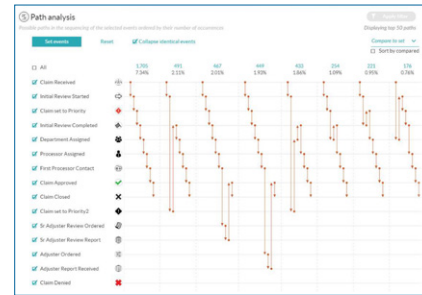 Path analysis
Possible paths in the sequencing of the selected events ordered by their number of occurrences
Displaying top 50 paths
Set events Reset Collapse identical events Compare to set
Sort by compared
All 1,705 491 467 449 433 254 221 176
7.34% 2.11% 2.01% 1.93% 1.86% 1.09% 0.95% 0.76%
Claim Received
Initial Review Started
Claim set to Priority
Initial Review Completed
Department Assigned
Processor Assigned
First Processor Contact
Claim Approved
Claim Closed
Claim set to Priority2
Sr Adjuster Review Ordered
Sr Adjuster Review Report
Adjuster Ordered
Adjuster Report Received
Claim Denied